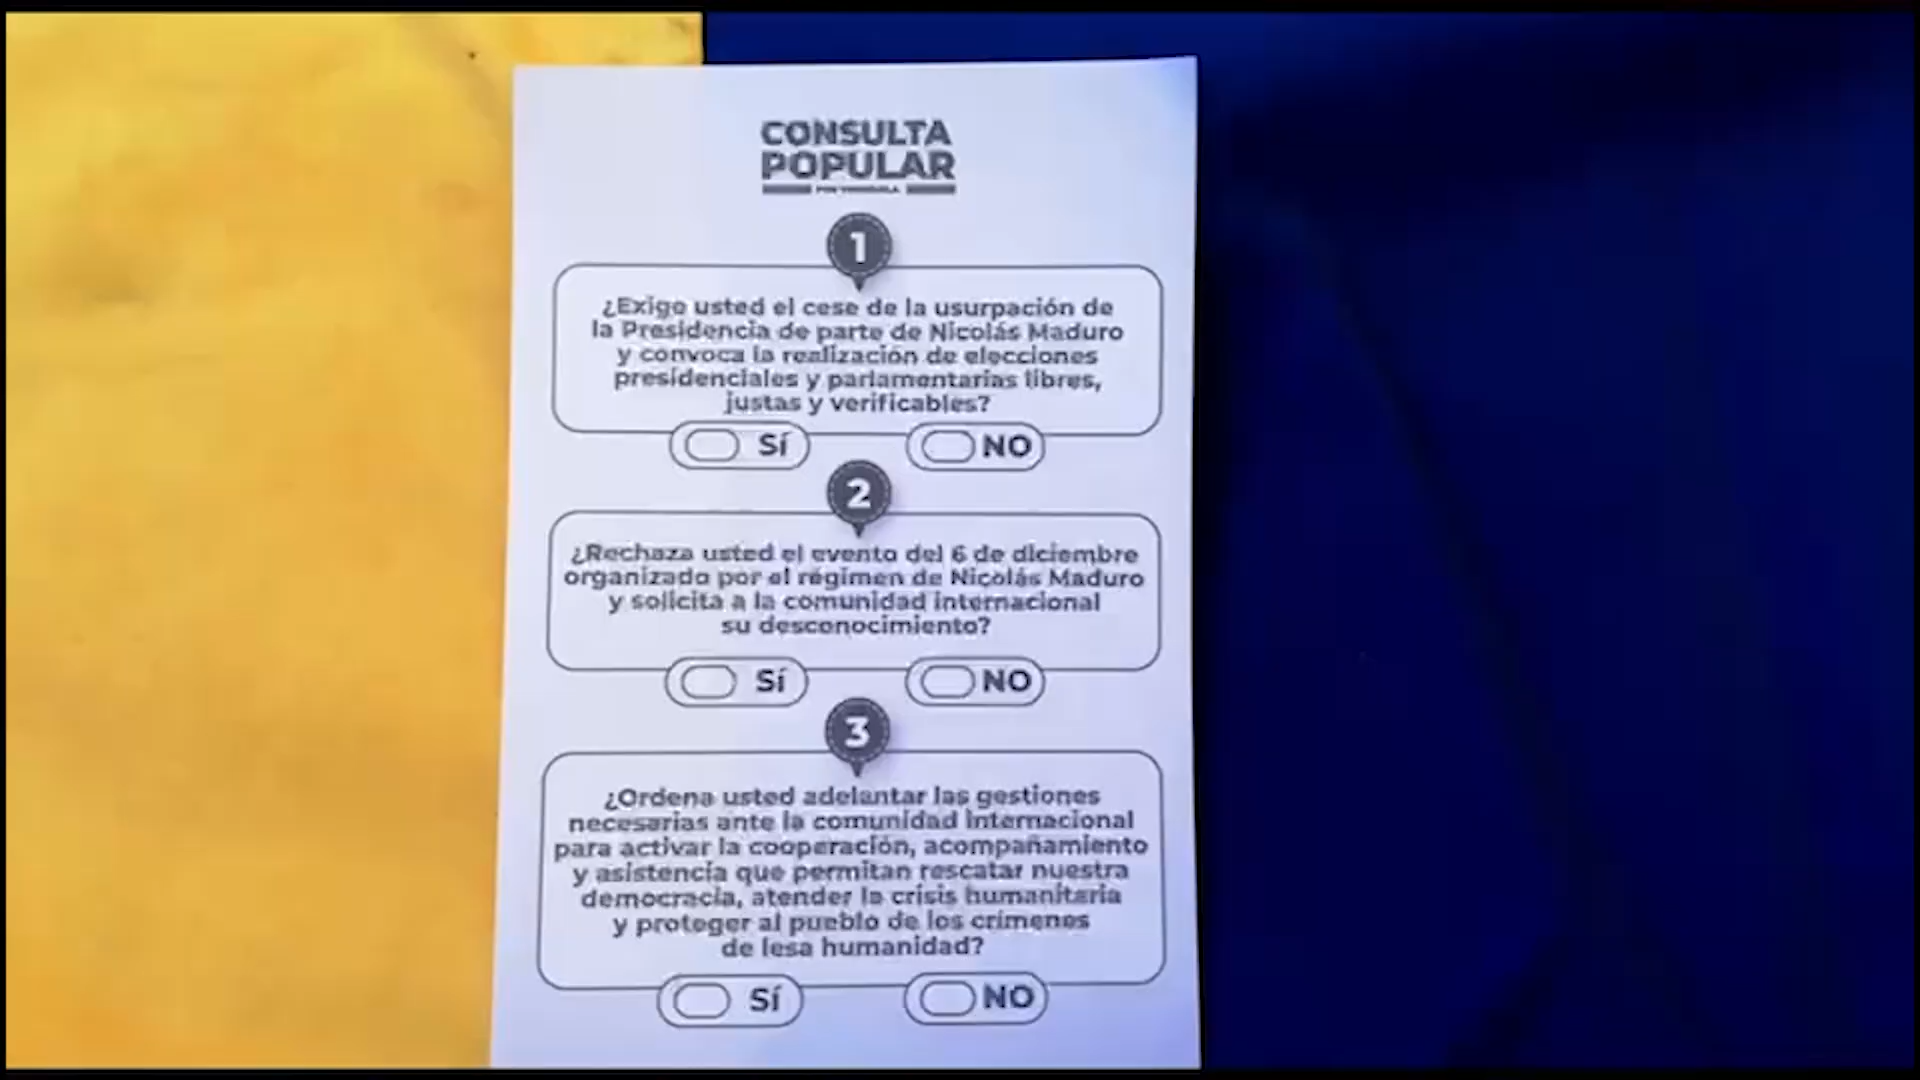 CONSULTA
POPULAR
1
¿Exige usted el cese de la usurpación de
la Presidencia de parte de Nicolás Maduro
y convoca la realización de elecciones
presidenciales y parlamentarias libres,
justas y verificables?
Sí NO
2
¿Rechaza usted el evento del 6 de diciembre
organizado por el régimen de Nicolás Maduro
y solicita a la comunidad internacional
su desconocimiento?
Sí NO
3
¿Ordena usted adelantar las gestiones
necesarias ante la comunidad internacional
para activar la cooperación, acompañamiento
y asistencia que permitan rescatar nuestra
democracia, atender la crisis humanitaria
y proteger al pueblo de los crímenes
de lesa humanidad?
Sí NO